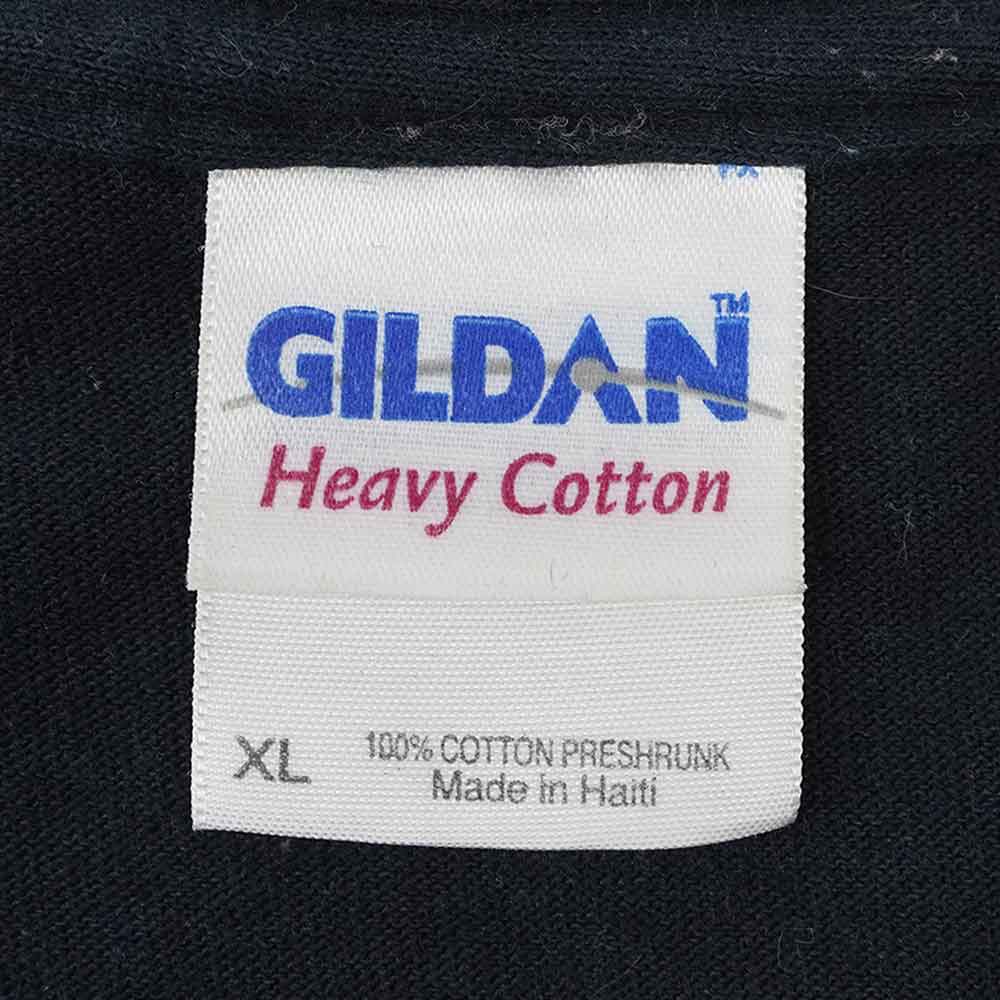 GILDAN™
Heavy Cotton
XL 100% COTTON PRESHRUNK
Made in Haiti